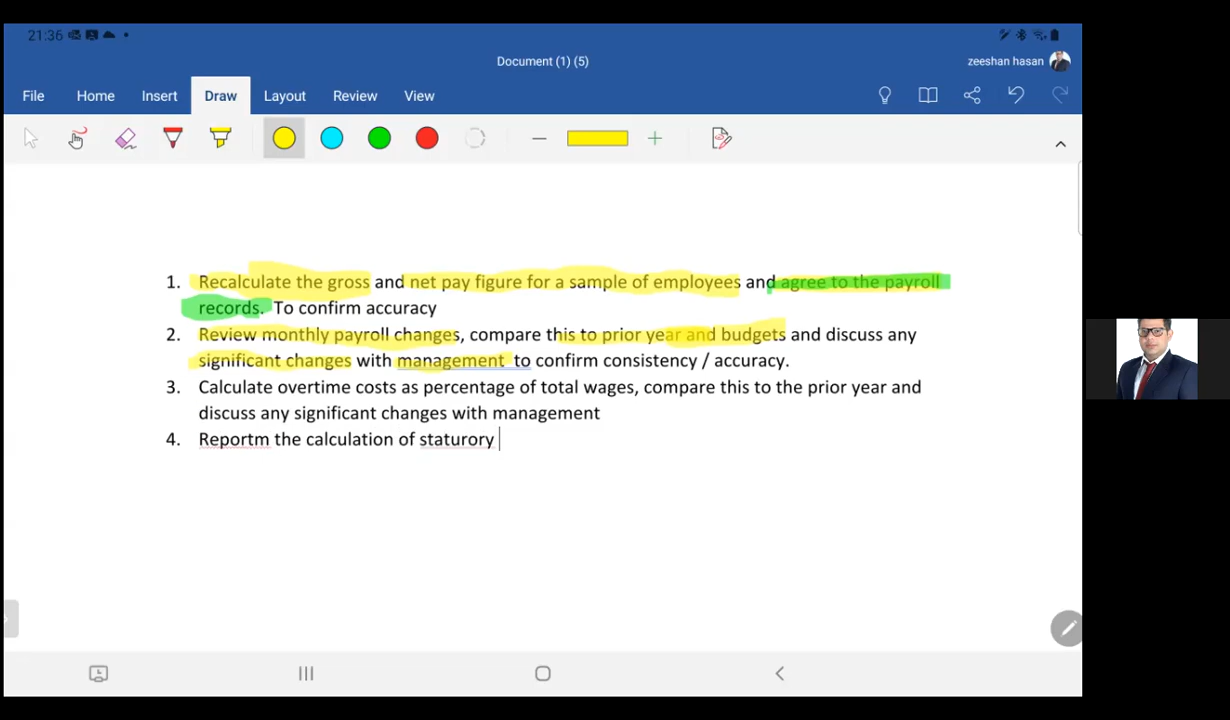 21:36
Document (1) (5)
zeeshan hasan
File Home Insert Draw Layout Review View
1. Recalculate the gross and net pay figure for a sample of employees and agree to the payroll
records. To confirm accuracy
2. Review monthly payroll changes, compare this to prior year and budgets and discuss any
significant changes with management to confirm consistency / accuracy.
3. Calculate overtime costs as percentage of total wages, compare this to the prior year and
discuss any significant changes with management
4. Reportm the calculation of staturory